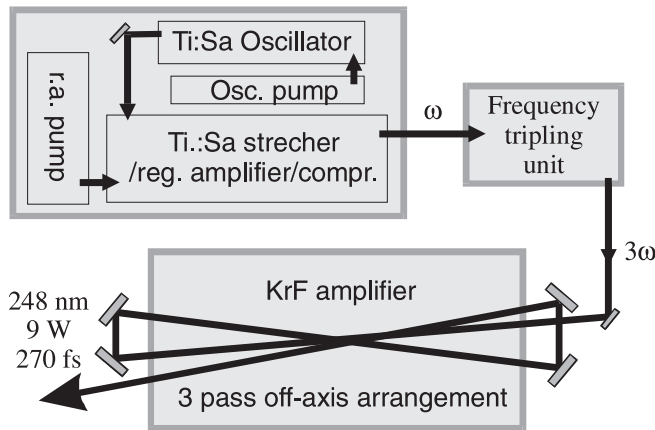 Ti:Sa Oscillator
Osc. pump
r.a. pump
Ti.:Sa strecher
/reg. amplifier/compr.
ω
Frequency
tripling
unit
3ω
KrF amplifier
248 nm
9 W
270 fs
3 pass off-axis arrangement